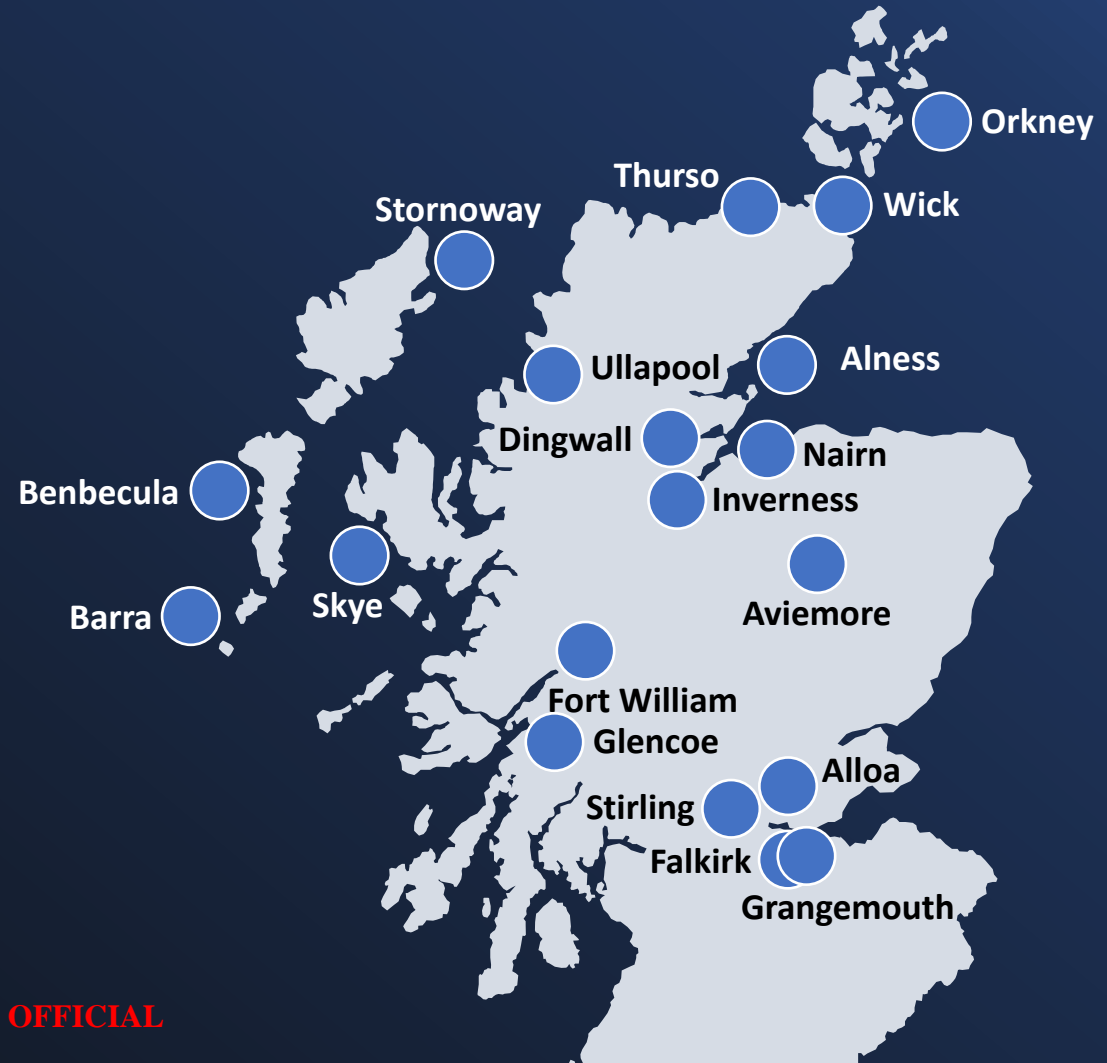 Orkney
Thurso
Wick
Stornoway
Alness
Ullapool
Dingwall
Nairn
Benbecula
Inverness
Skye
Barra
Aviemore
Fort William
Glencoe
Alloa
Stirling
Falkirk
Grangemouth
OFFICIAL